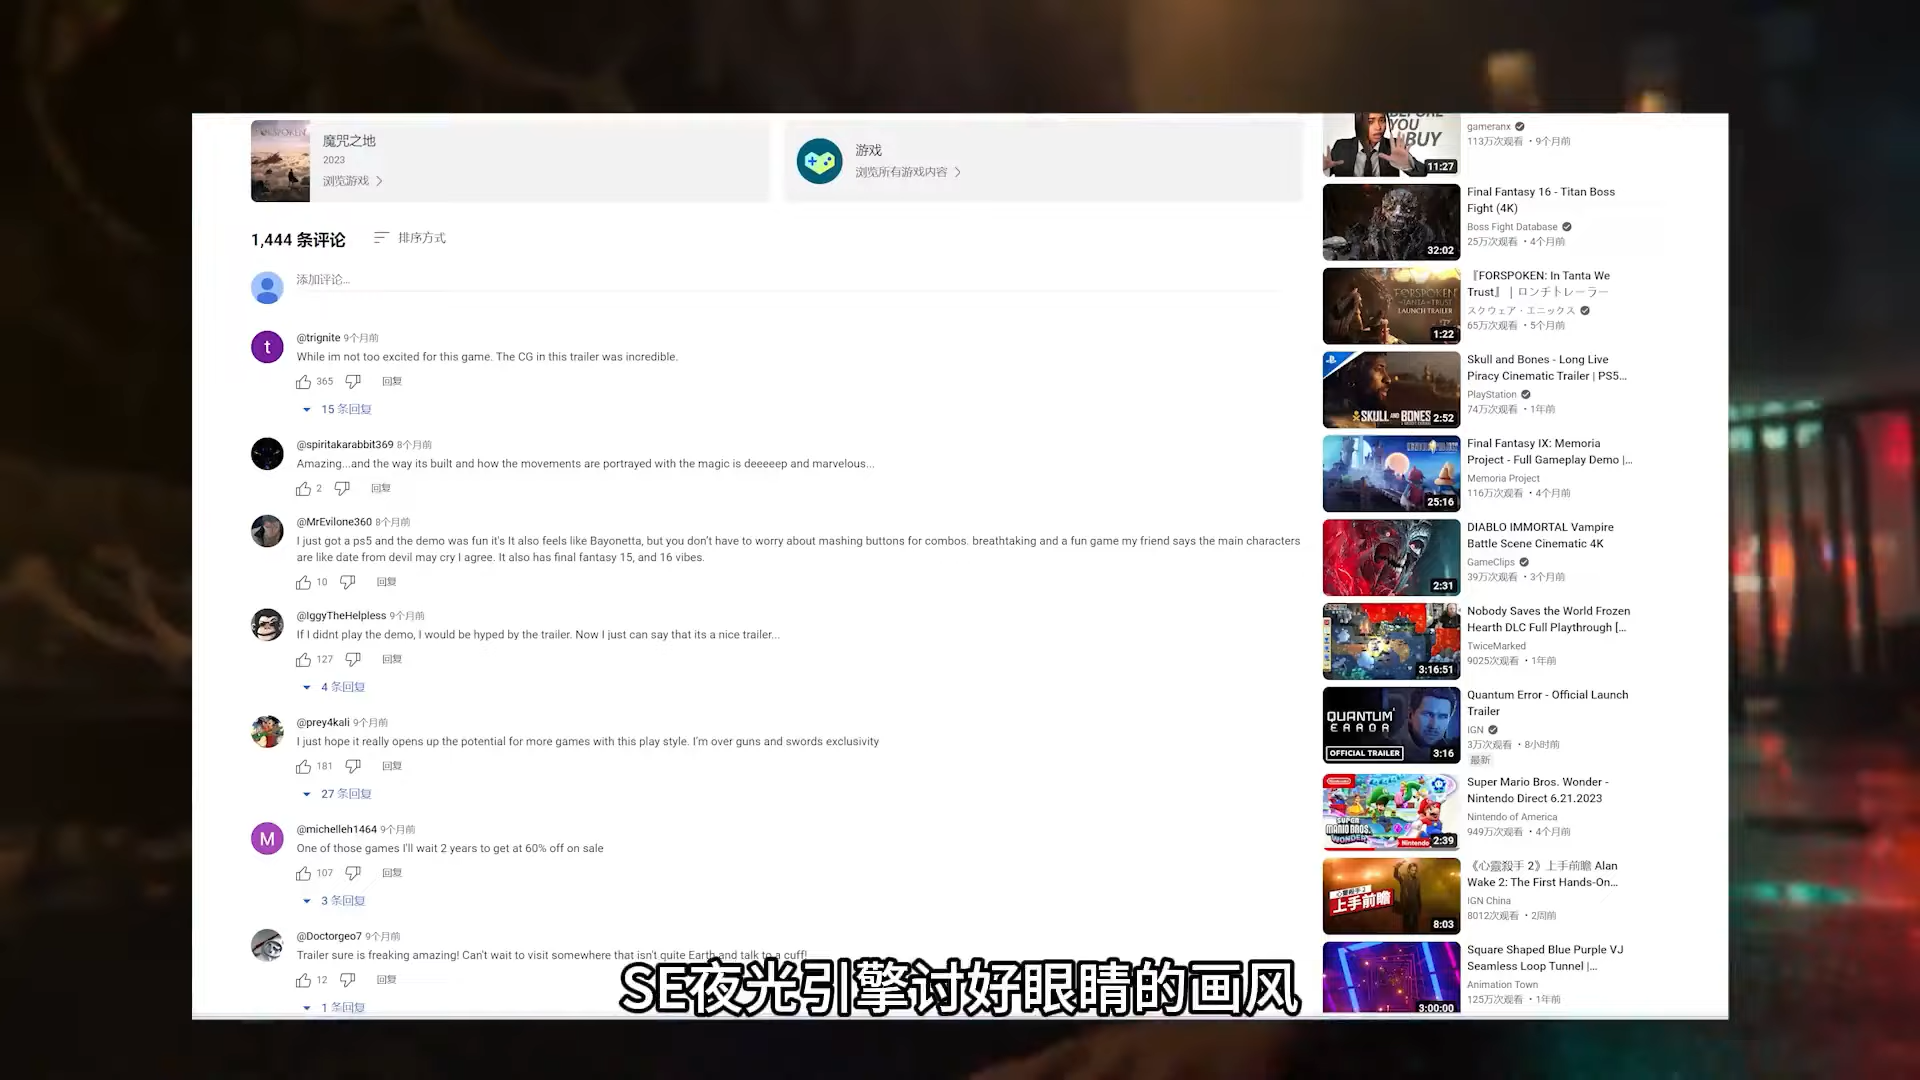 FORSPOKEN
魔咒之地
2023
浏览游戏
游戏
浏览所有游戏内容
1,444 条评论
排序方式
添加评论...
@trignite 9个月前
While im not too excited for this game. The CG in this trailer was incredible.
365 回复
15 条回复
@spiritakarabbit369 8个月前
Amazing...and the way its built and how the movements are portrayed with the magic is deeeeep and marvelous...
2 回复
@MrEvilone360 8个月前
I just got a ps5 and the demo was fun it's It also feels like Bayonetta, but you don't have to worry about mashing buttons for combos. breathtaking and a fun game my friend says the main characters
are like date from devil may cry I agree. It also has final fantasy 15, and 16 vibes.
10 回复
@IggyTheHelpless 9个月前
If I didnt play the demo, I would be hyped by the trailer. Now I just can say that its a nice trailer...
127 回复
4 条回复
@prey4kali 9个月前
I just hope it really opens up the potential for more games with this play style. I'm over guns and swords exclusivity
181 回复
27 条回复
M
@michelleh1464 9个月前
One of those games I'll wait 2 years to get at 60% off on sale
107 回复
3 条回复
@Doctorgeo7 9个月前
Trailer sure is freaking amazing! Can't wait to visit somewhere that isn't quite Earth and talk to a cuff!
12 回复
1 条回复
YOU
BUY
11:27
gameranx
113万次观看 • 9个月前
32:02
Final Fantasy 16 - Titan Boss
Fight (4K)
Boss Fight Database
25万次观看 • 4个月前
FORSPOKEN
LAUNCH TRAILER
1:22
『FORSPOKEN: In Tanta We
Trust』 | ロンチトレーラー
スクウェア・エニックス
65万次观看 • 5个月前
SKULL AND BONES
2:52
Skull and Bones - Long Live
Piracy Cinematic Trailer | PS5...
PlayStation
74万次观看 • 1年前
25:16
Final Fantasy IX: Memoria
Project - Full Gameplay Demo |...
Memoria Project
116万次观看 • 4个月前
2:31
DIABLO IMMORTAL Vampire
Battle Scene Cinematic 4K
GameClips
39万次观看 • 3个月前
3:16:51
Nobody Saves the World Frozen
Hearth DLC Full Playthrough [...
TwiceMarked
9025次观看 • 1年前
QUANTUM
ERROR
OFFICIAL TRAILER
3:16
Quantum Error - Official Launch
Trailer
IGN
3万次观看 • 8小时前
最新
SUPER
MARIO BROS.
WONDER
Nintendo
2:39
Super Mario Bros. Wonder -
Nintendo Direct 6.21.2023
Nintendo of America
949万次观看 • 4个月前
心靈殺手 2
上手前瞻
8:03
《心靈殺手 2》上手前瞻 Alan
Wake 2: The First Hands-On...
IGN China
8012次观看 • 2周前
3:00:00
Square Shaped Blue Purple VJ
Seamless Loop Tunnel |...
Animation Town
125万次观看 • 1年前
SE夜光引擎讨好眼睛的画风